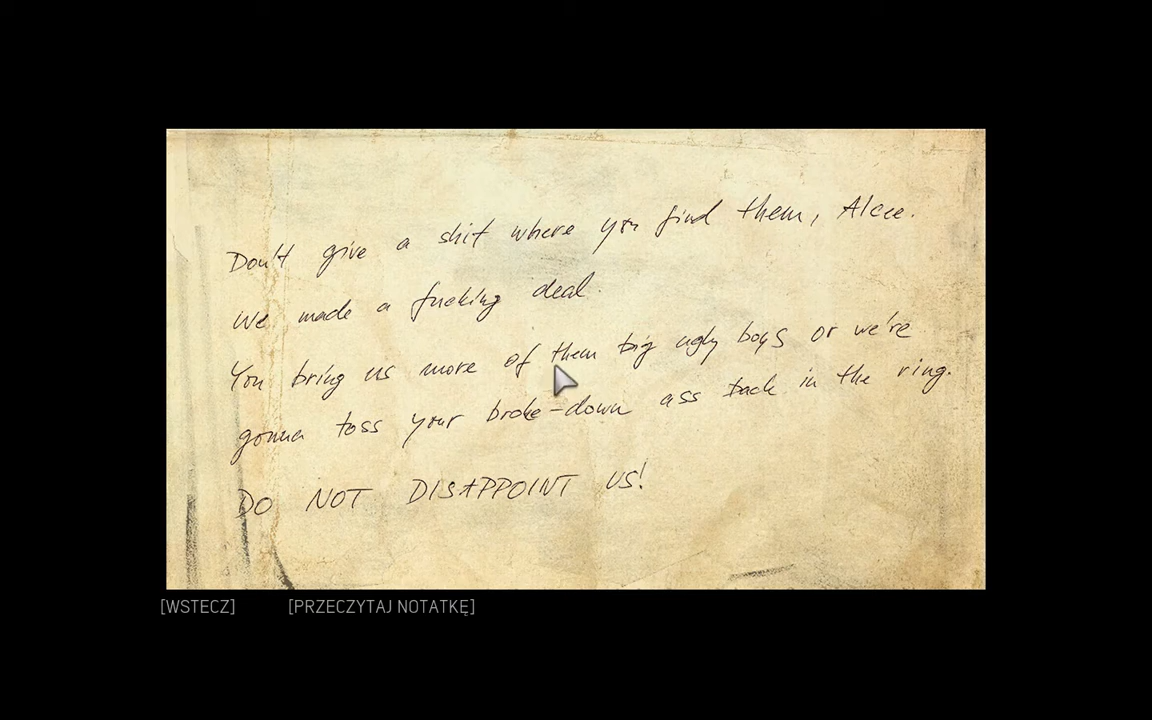 Don't give a shit where you find them, Alcee.
We made a fucking deal.
You bring us more of them big ugly boys or we're
gonna toss your broke-down ass back in the ring.
DO NOT DISAPPOINT US!
[WSTECZ] [PRZECZYTAJ NOTATKĘ]